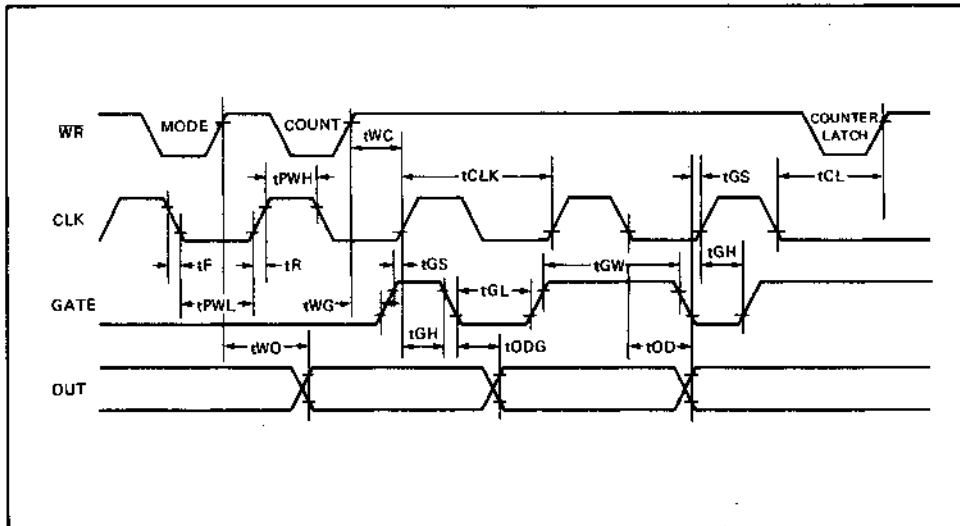 WR MODE COUNT COUNTER LATCH
tWC
tPWH tCLK tGS tCL
CLK
tF tR tGS tGW tGH
tPWL tWG tGL
GATE
tGH tODG tOD
tWO
OUT